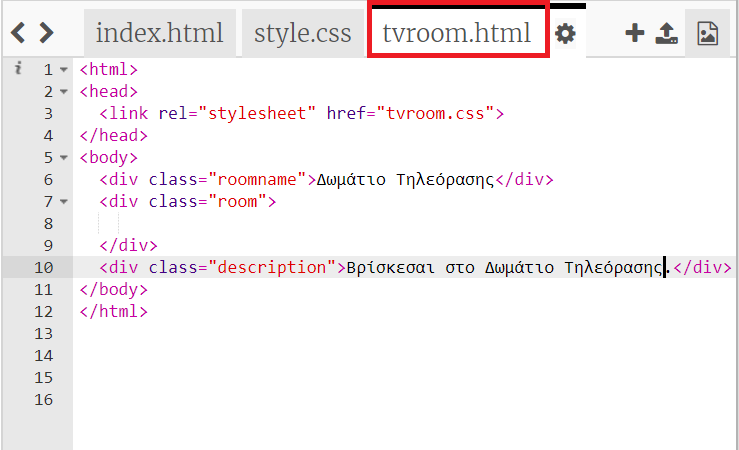 index.html style.css tvroom.html
i 1 <html>
2 <head>
3 <link rel="stylesheet" href="tvroom.css">
4 </head>
5 <body>
6 <div class="roomname">Δωμάτιο Τηλεόρασης</div>
7 <div class="room">
8
9 </div>
10 <div class="description">Βρίσκεσαι στο Δωμάτιο Τηλεόρασης.</div>
11 </body>
12 </html>
13
14
15
16